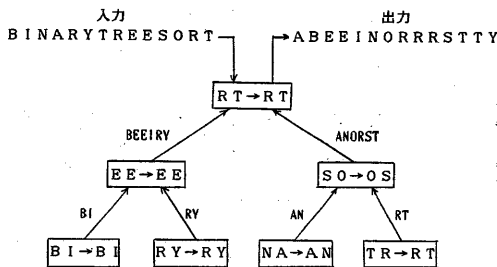 入力
出力
BINARYTREESORT
ABEEINORRRSTTY
RT→RT
BEEIRY
ANORST
EE→EE
SO→OS
BI
RY
AN
RT
BI→BI
RY→RY
NA→AN
TR→RT